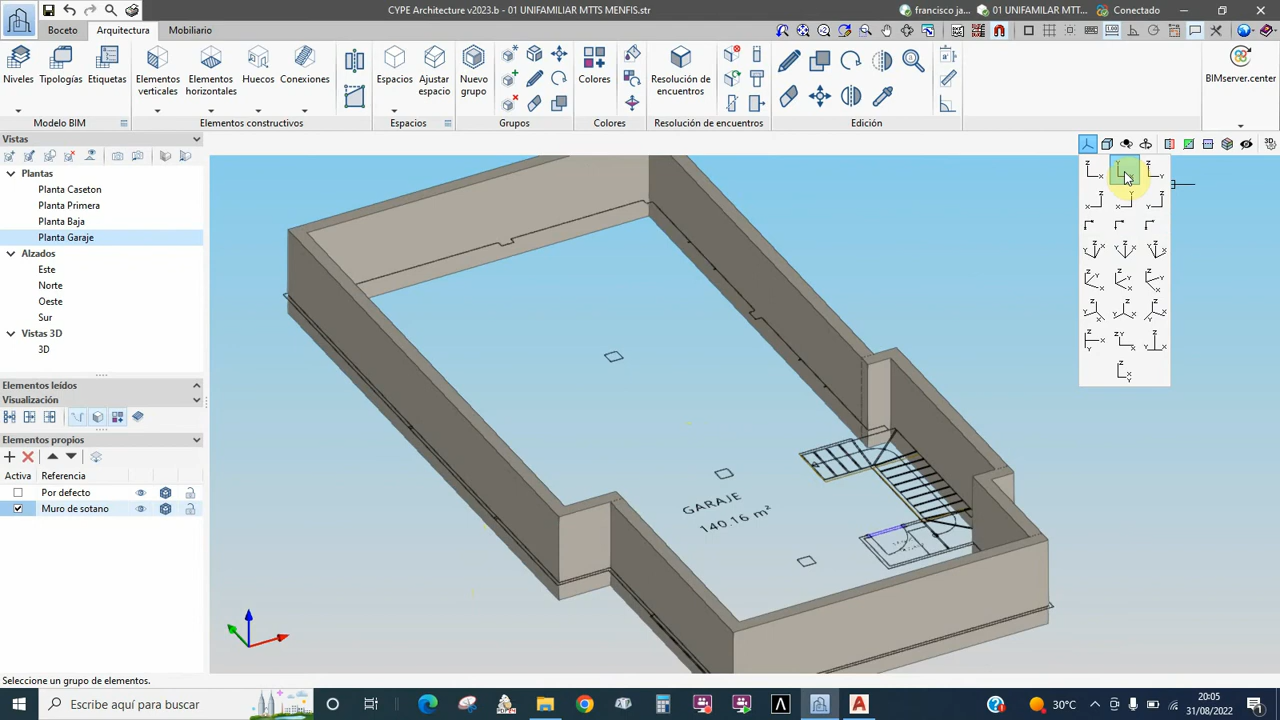 CYPE Architecture v2023.b - 01 UNIFAMILIAR MTTS MENFIS.str
francisco ja...
01 UNIFAMILAR MTT...
Conectado
Boceto
Arquitectura
Mobiliario
Niveles
Tipologías
Etiquetas
Elementos verticales
Elementos horizontales
Huecos
Conexiones
Espacios
Ajustar espacio
Nuevo grupo
Colores
Resolución de encuentros
BIMserver.center
Modelo BIM
Elementos constructivos
Espacios
Grupos
Colores
Resolución de encuentros
Edición
Vistas
Plantas
Planta Caseton
Planta Primera
Planta Baja
Planta Garaje
Alzados
Este
Norte
Oeste
Sur
Vistas 3D
3D
Elementos leídos
Visualización
Elementos propios
Activa
Referencia
Por defecto
Muro de sotano
GARAJE
140.16 m²
Seleccione un grupo de elementos.
Escribe aquí para buscar
30°C
20:05
31/08/2022